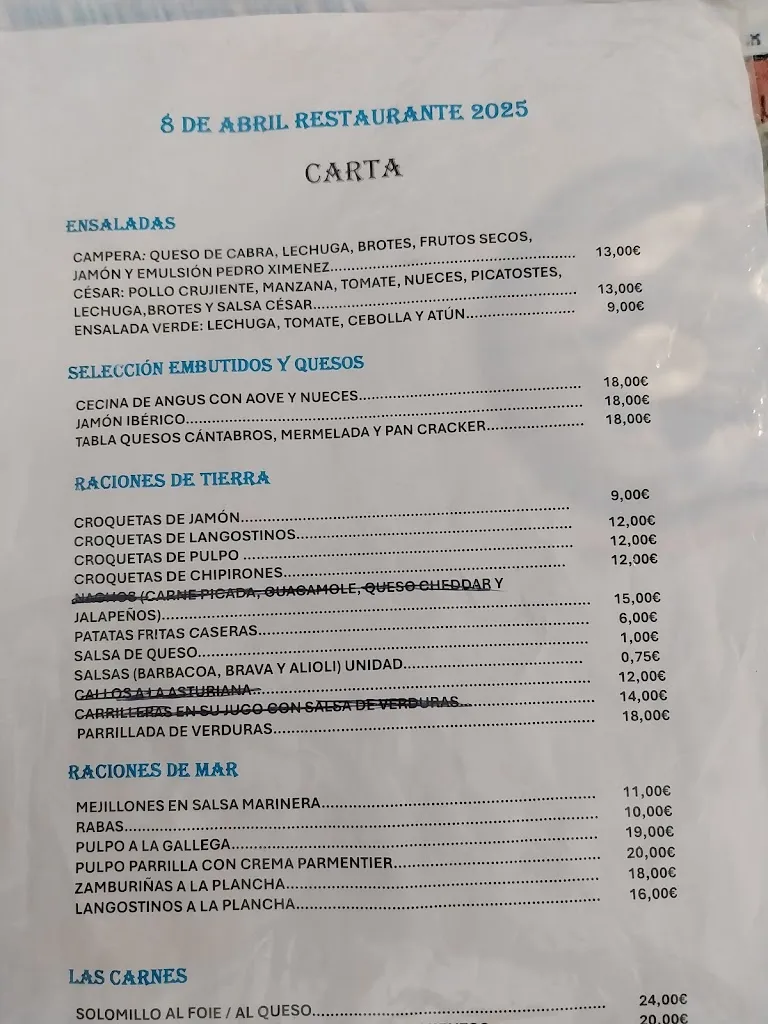 8 DE ABRIL RESTAURANTE 2025
CARTA
ENSALADAS
CAMPERA: QUESO DE CABRA, LECHUGA, BROTES, FRUTOS SECOS,
JAMÓN Y EMULSIÓN PEDRO XIMENEZ 13,00€
CÉSAR: POLLO CRUJIENTE, MANZANA, TOMATE, NUECES, PICATOSTES,
LECHUGA,BROTES Y SALSA CÉSAR 13,00€
ENSALADA VERDE: LECHUGA, TOMATE, CEBOLLA Y ATÚN 9,00€
SELECCIÓN EMBUTIDOS Y QUESOS
CECINA DE ANGUS CON AOVE Y NUECES 18,00€
JAMÓN IBÉRICO 18,00€
TABLA QUESOS CÁNTABROS, MERMELADA Y PAN CRACKER 18,00€
RACIONES DE TIERRA
CROQUETAS DE JAMÓN 9,00€
CROQUETAS DE LANGOSTINOS 12,00€
CROQUETAS DE PULPO 12,00€
CROQUETAS DE CHIPIRONES 12,00€
NACHOS (CARNE PICADA, GUACAMOLE, QUESO CHEDDAR Y
JALAPEÑOS) 15,00€
PATATAS FRITAS CASERAS 6,00€
SALSA DE QUESO 1,00€
SALSAS (BARBACOA, BRAVA Y ALIOLI) UNIDAD 0,75€
CALLOS A LA ASTURIANA 12,00€
CARRILLERAS EN SU JUGO CON SALSA DE VERDURAS 14,00€
PARRILLADA DE VERDURAS 18,00€
RACIONES DE MAR
MEJILLONES EN SALSA MARINERA 11,00€
RABAS 10,00€
PULPO A LA GALLEGA 19,00€
PULPO PARRILLA CON CREMA PARMENTIER 20,00€
ZAMBURIÑAS A LA PLANCHA 18,00€
LANGOSTINOS A LA PLANCHA 16,00€
LAS CARNES
SOLOMILLO AL FOIE / AL QUESO 24,00€
20,00€